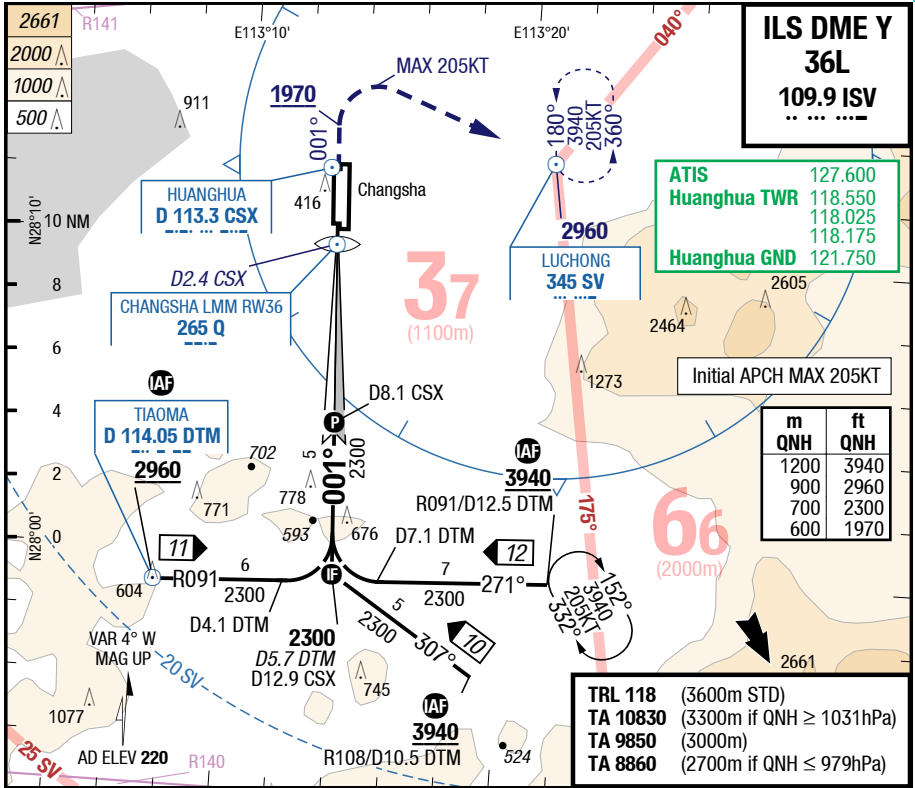 2661
2000
1000
500
R141
E113°10'
E113°20'
040°
ILS DME Y
36L
109.9 ISV
MAX 205KT
1970
001°
911
180°
3940
205KT
360°
ATIS 127.600
Huanghua TWR 118.550
118.025
118.175
Huanghua GND 121.750
HUANGHUA
D 113.3 CSX
416
Changsha
N28°10'
10 NM
2960
LUCHONG
345 SV
D2.4 CSX
8
CHANGSHA LMM RW36
265 Q
37
(1100m)
2464
2605
6
1273
Initial APCH MAX 205KT
IAF
D8.1 CSX
4
P
TIAOMA
D 114.05 DTM
2960
m ft
QNH QNH
1200 3940
900 2960
700 2300
600 1970
IAF
3940
R091/D12.5 DTM
702
5
001°
2300
2
771
778
593
676
175°
66
(2000m)
N28°00'
0
11
D7.1 DTM
12
604
R091
6
2300
IF
7
2300
271°
152°
3940
205KT
332°
D4.1 DTM
2300
D5.7 DTM
D12.9 CSX
5
2300
307°
10
VAR 4° W
MAG UP
20 SV
745
2661
1077
IAF
3940
R108/D10.5 DTM
524
25 SV
AD ELEV 220
R140
TRL 118 (3600m STD)
TA 10830 (3300m if QNH ≥ 1031hPa)
TA 9850 (3000m)
TA 8860 (2700m if QNH ≤ 979hPa)